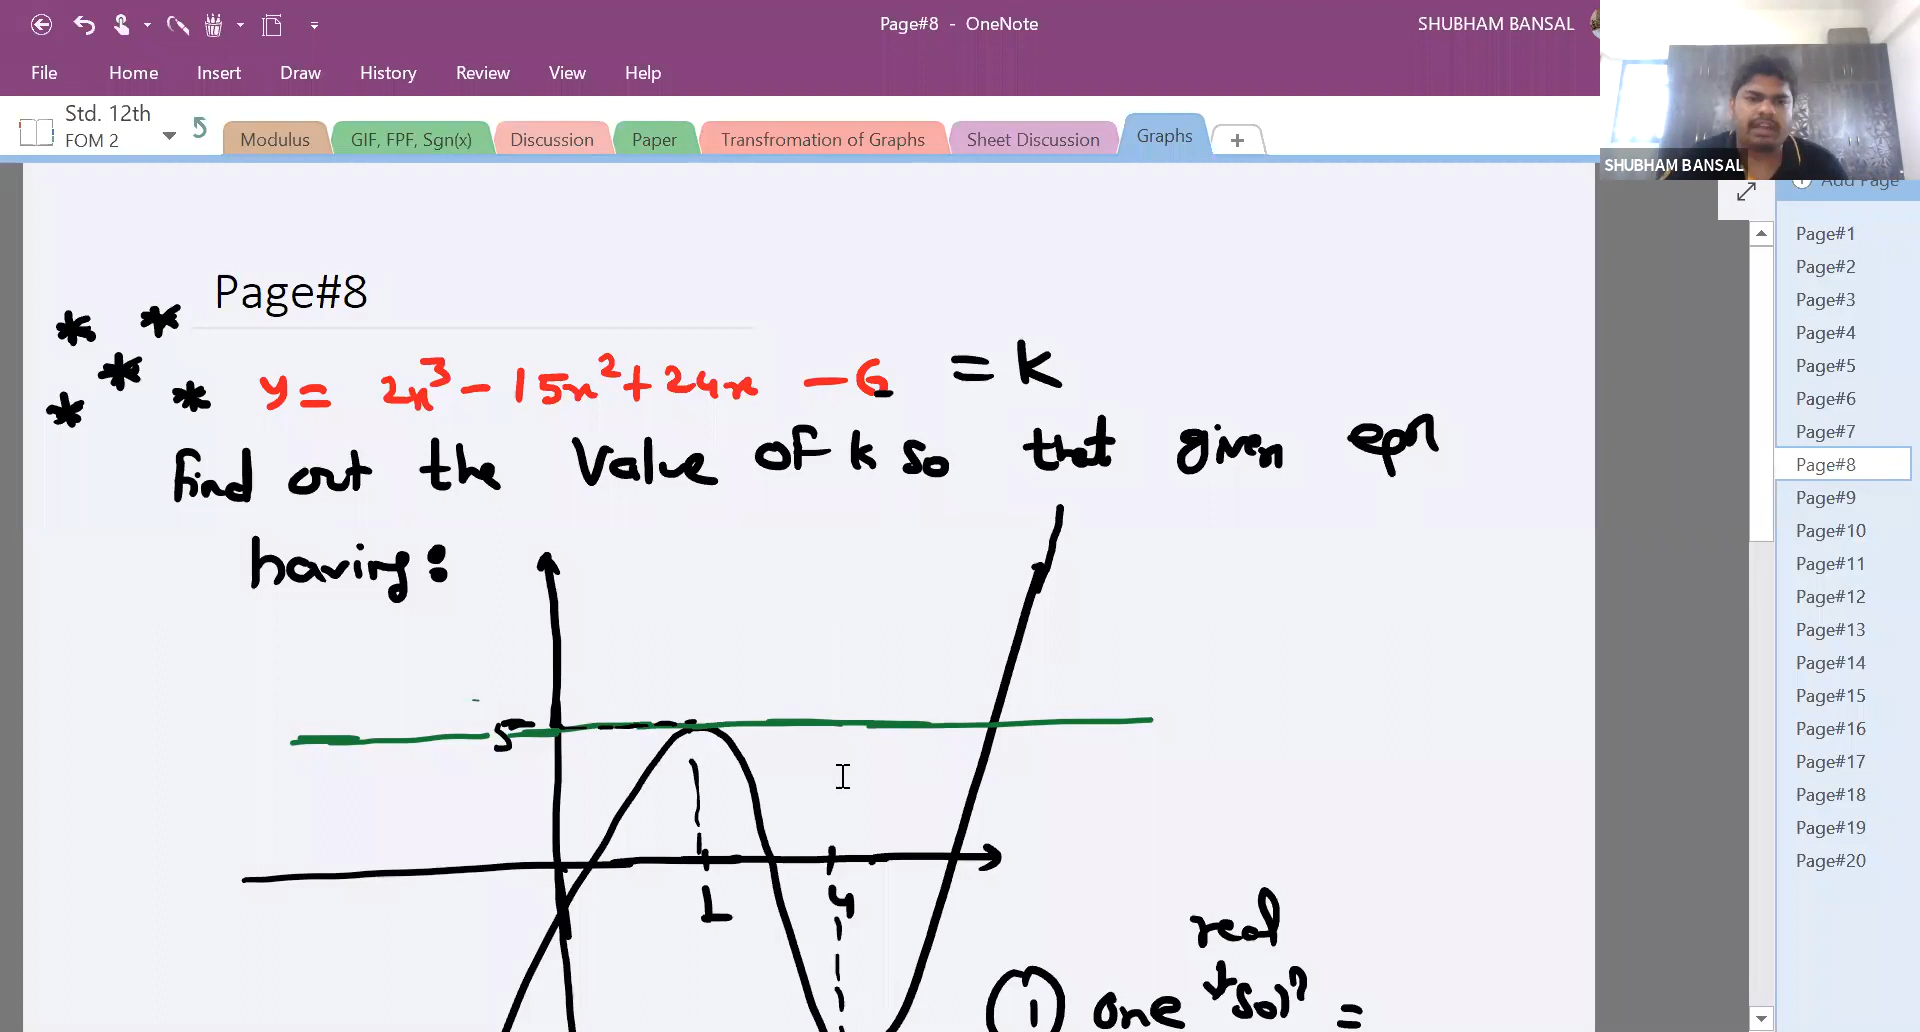 Page#8 - OneNote
SHUBHAM BANSAL
File Home Insert Draw History Review View Help
Std. 12th
FOM 2
Modulus GIF, FPF, Sgn(x) Discussion Paper Transfromation of Graphs Sheet Discussion Graphs +
SHUBHAM BANSAL
Add Page
Page#1
Page#2
Page#3
Page#4
Page#5
Page#6
Page#7
Page#8
Page#9
Page#10
Page#11
Page#12
Page#13
Page#14
Page#15
Page#16
Page#17
Page#18
Page#19
Page#20
Page#8
y = 2x³ - 15x² + 24x - 6 = k
find out the value of k so that given eqn
having:
5
1 4
real
① one solⁿ =